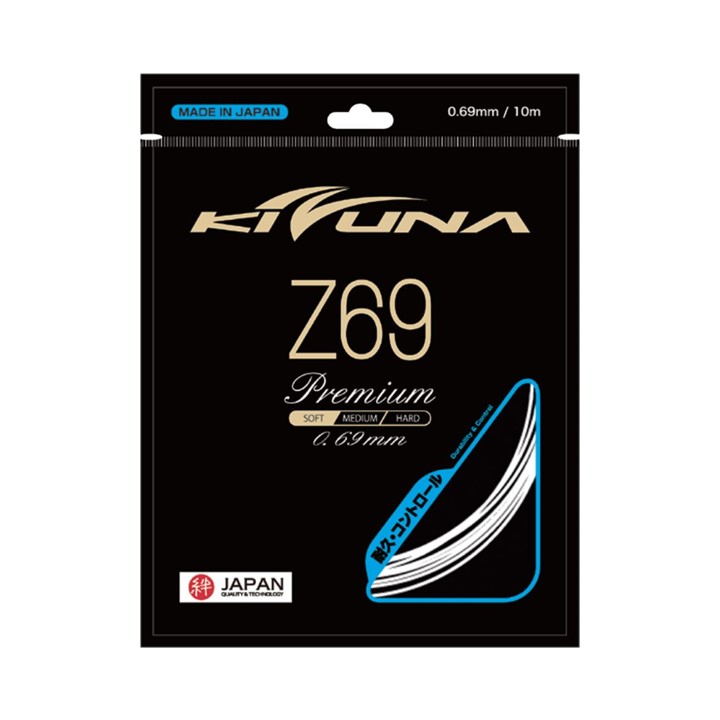 MADE IN JAPAN
0.69mm / 10m
KIZUNA
Z69
Premium
SOFT MEDIUM HARD
0.69mm
Durability & Control
耐久・コントロール
絆 JAPAN
QUALITY & TECHNOLOGY